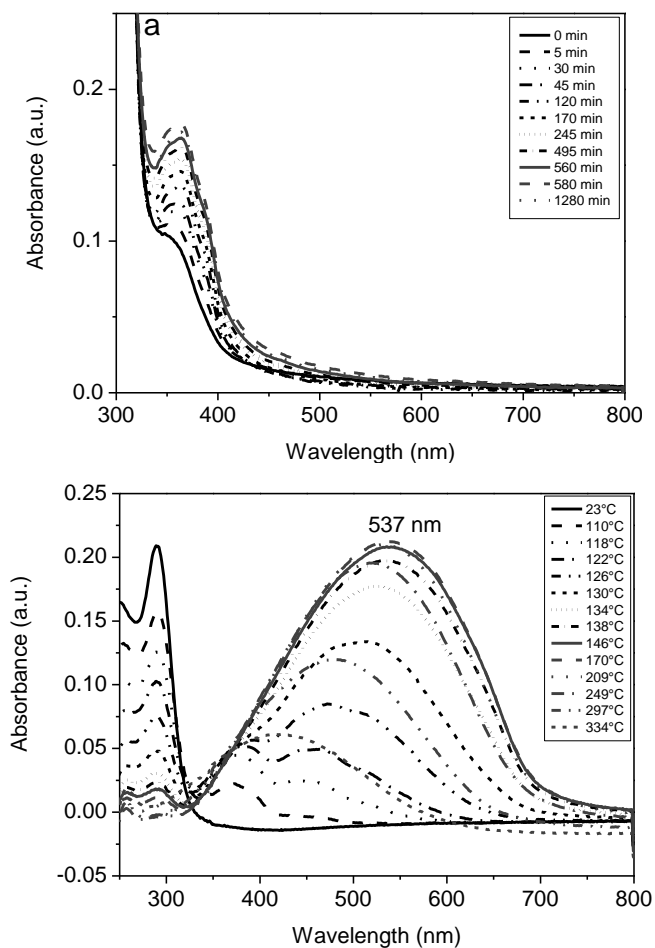 a
0 min
5 min
30 min
45 min
120 min
170 min
245 min
495 min
560 min
580 min
1280 min
0.2
0.1
0.0
Absorbance (a.u.)
300 400 500 600 700 800
Wavelength (nm)
537 nm
23°C
110°C
118°C
122°C
126°C
130°C
134°C
138°C
146°C
170°C
209°C
249°C
297°C
334°C
0.25
0.20
0.15
0.10
0.05
0.00
-0.05
Absorbance (a.u.)
300 400 500 600 700 800
Wavelength (nm)